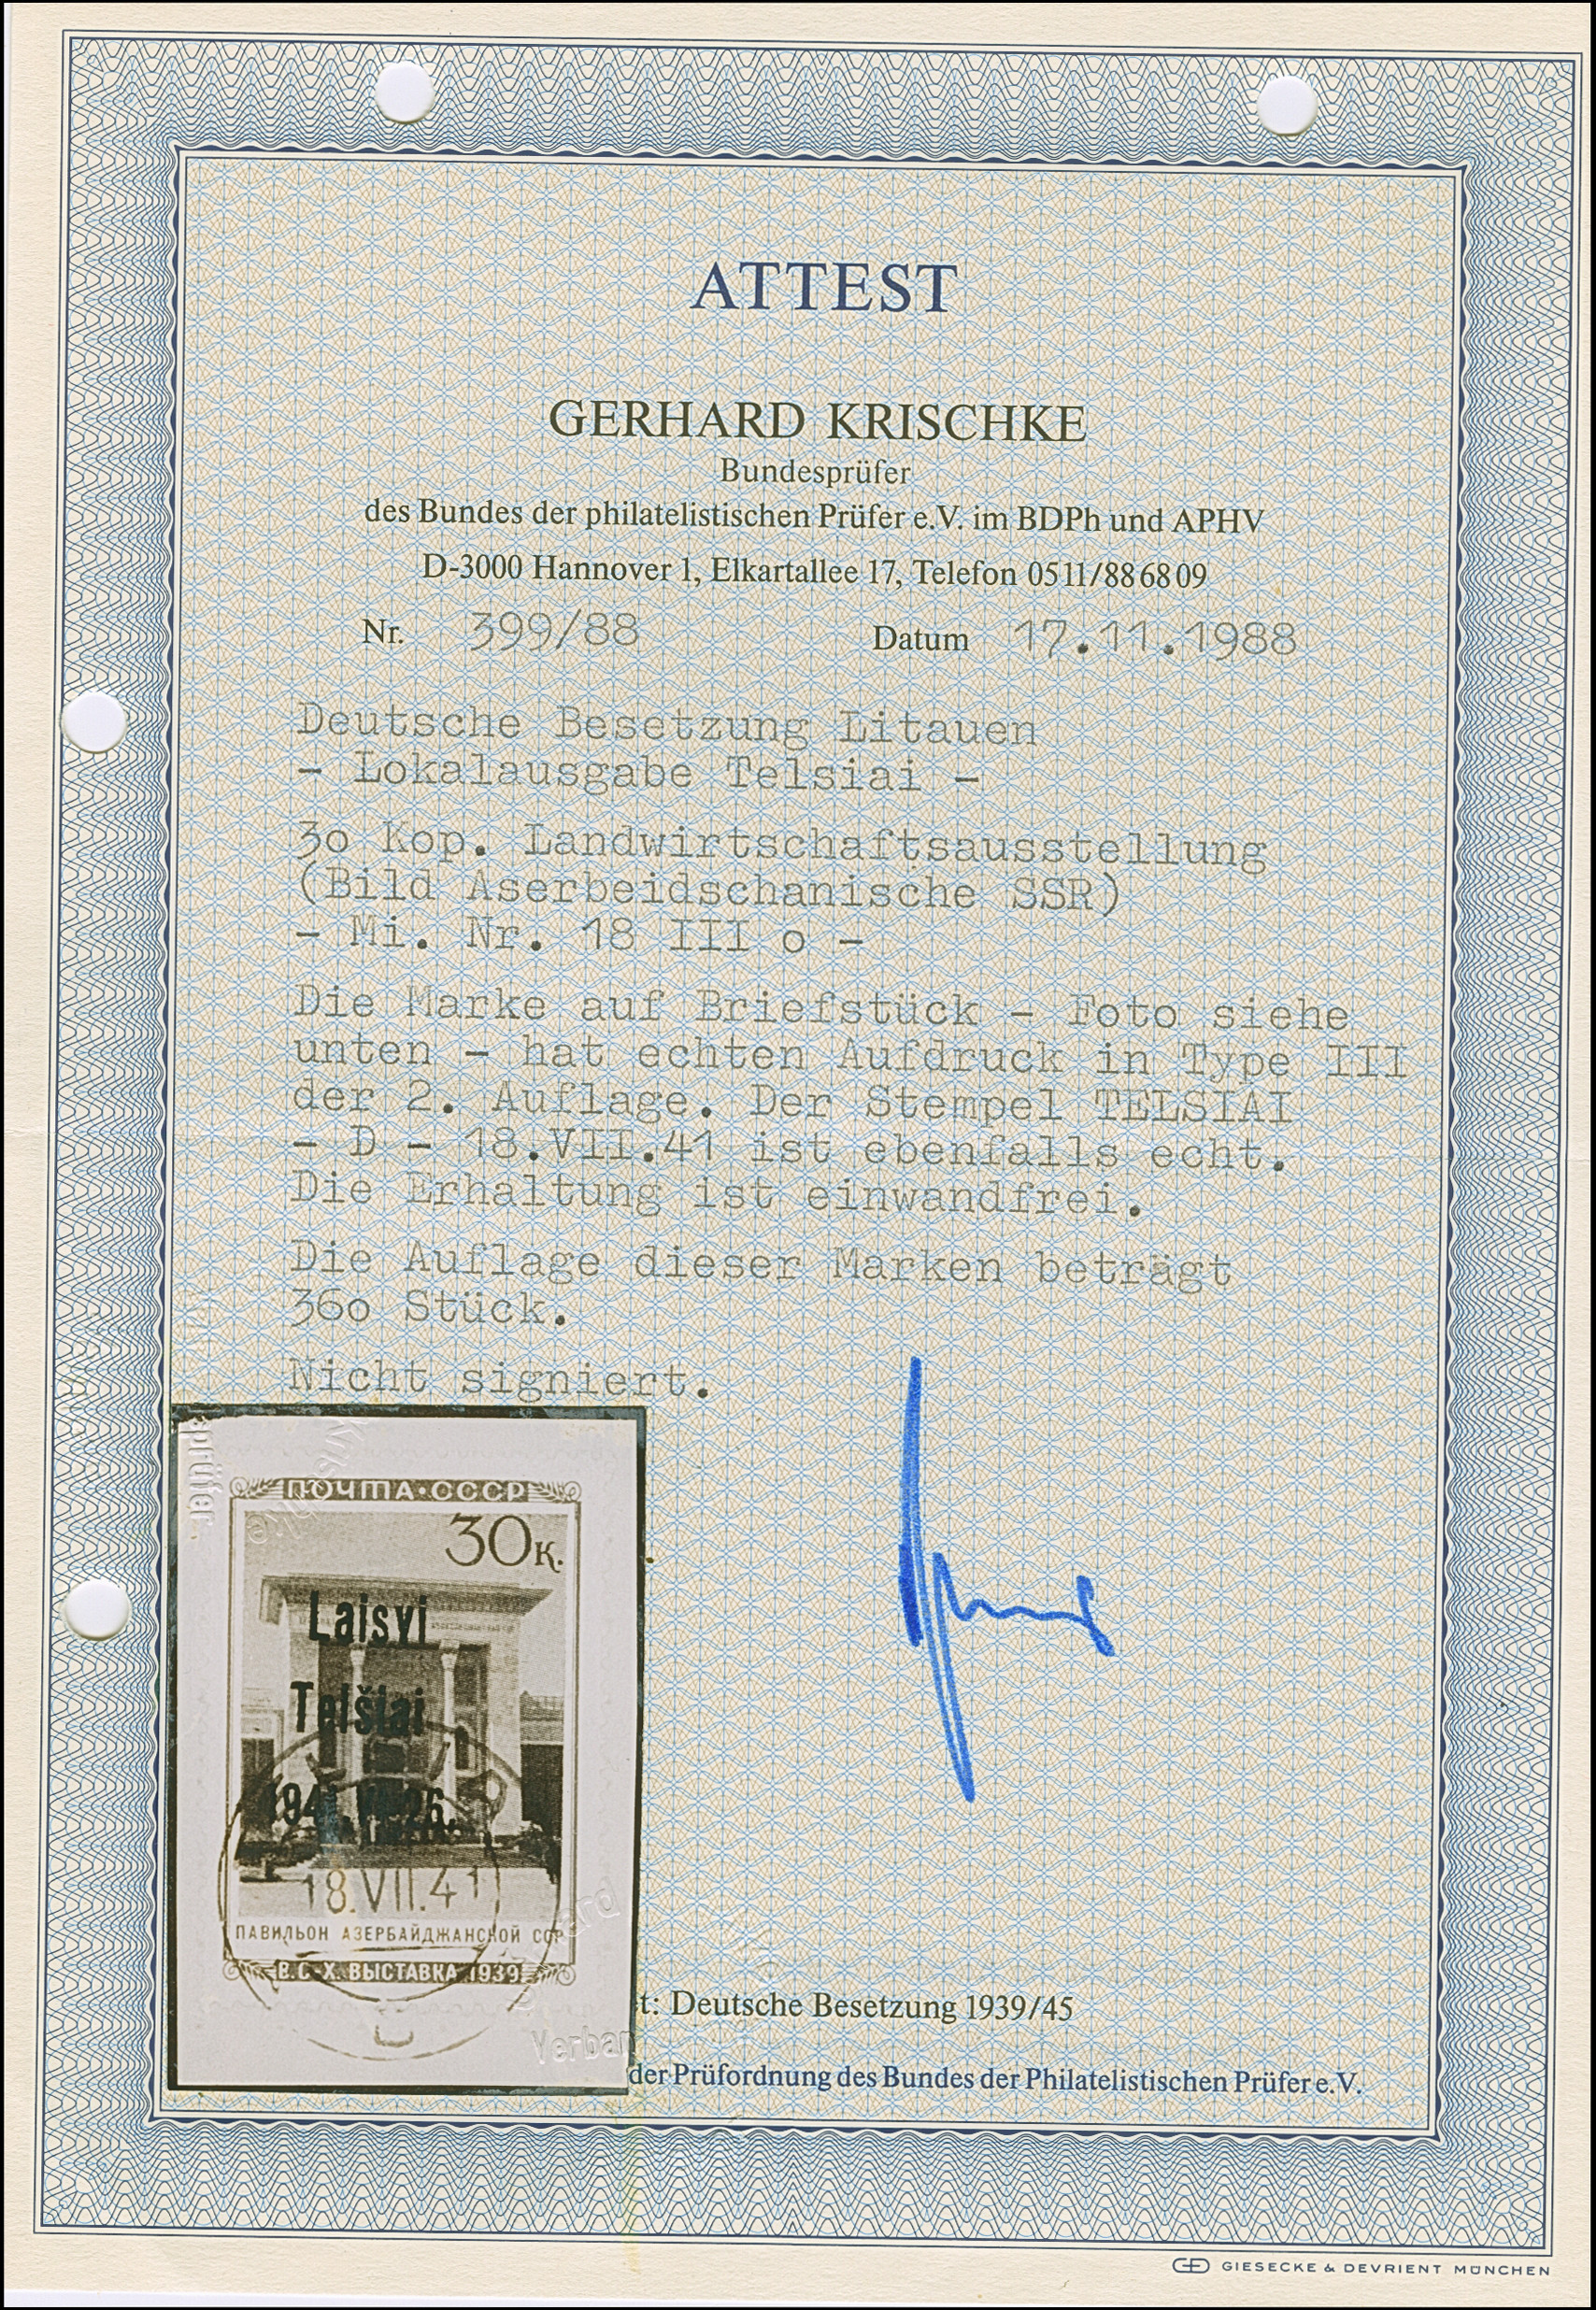 ATTEST
GERHARD KRISCHKE
Bundesprüfer
des Bundes der philatelistischen Prüfer e.V. im BDPh und APHV
D-3000 Hannover 1, Elkartallee 17, Telefon 0511/886809
Nr. 399/88 Datum 17.11.1988
Deutsche Besetzung Litauen
- Lokalausgabe Telsiai -
30 Kop. Landwirtschaftsausstellung
(Bild Aserbeidschanische SSR)
- Mi. Nr. 18 III o -
Die Marke auf Briefstück - Foto siehe
unten - hat echten Aufdruck in Type III
der 2. Auflage. Der Stempel TELSIAI
- D - 18.VII.41 ist ebenfalls echt.
Die Erhaltung ist einwandfrei.
Die Auflage dieser Marken beträgt
360 Stück.
Nicht signiert.
prüfer
Krischke
ПОЧТА·СССР
30к.
Laisvi
Telšiai
18.VII.41
ПАВИЛЬОН АЗЕРБАЙДЖАНСКОЙ ССР
В.С-Х. ВЫСТАВКА 1939
t: Deutsche Besetzung 1939/45
Verban
der Prüfordnung des Bundes der Philatelistischen Prüfer e.V.
GIESECKE & DEVRIENT MÜNCHEN